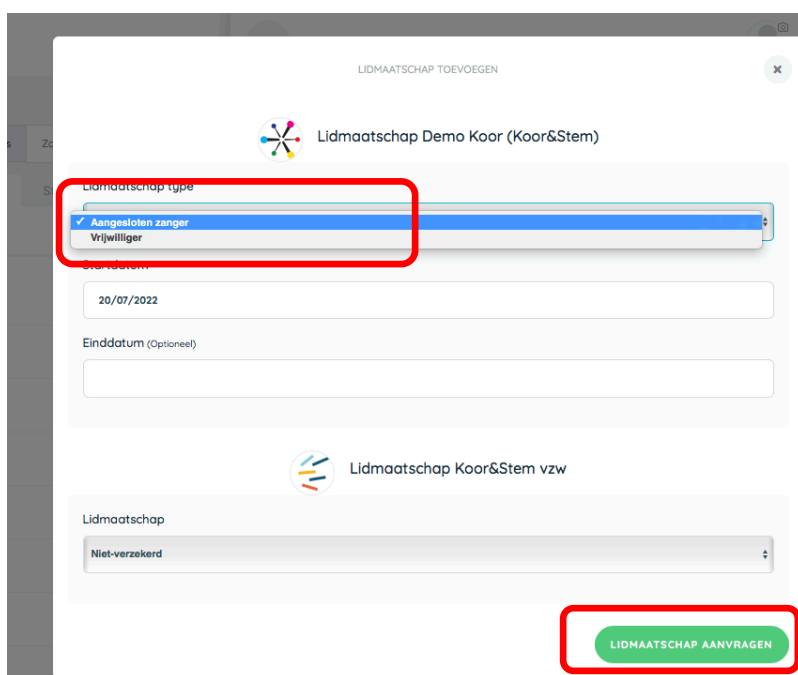 LIDMAATSCHAP TOEVOEGEN
Lidmaatschap Demo Koor (Koor&Stem)
Lidmaatschap type
✓ Aangesloten zanger
Vrijwilliger
Startdatum
20/07/2022
Einddatum (Optioneel)
Lidmaatschap Koor&Stem vzw
Lidmaatschap
Niet-verzekerd
LIDMAATSCHAP AANVRAGEN